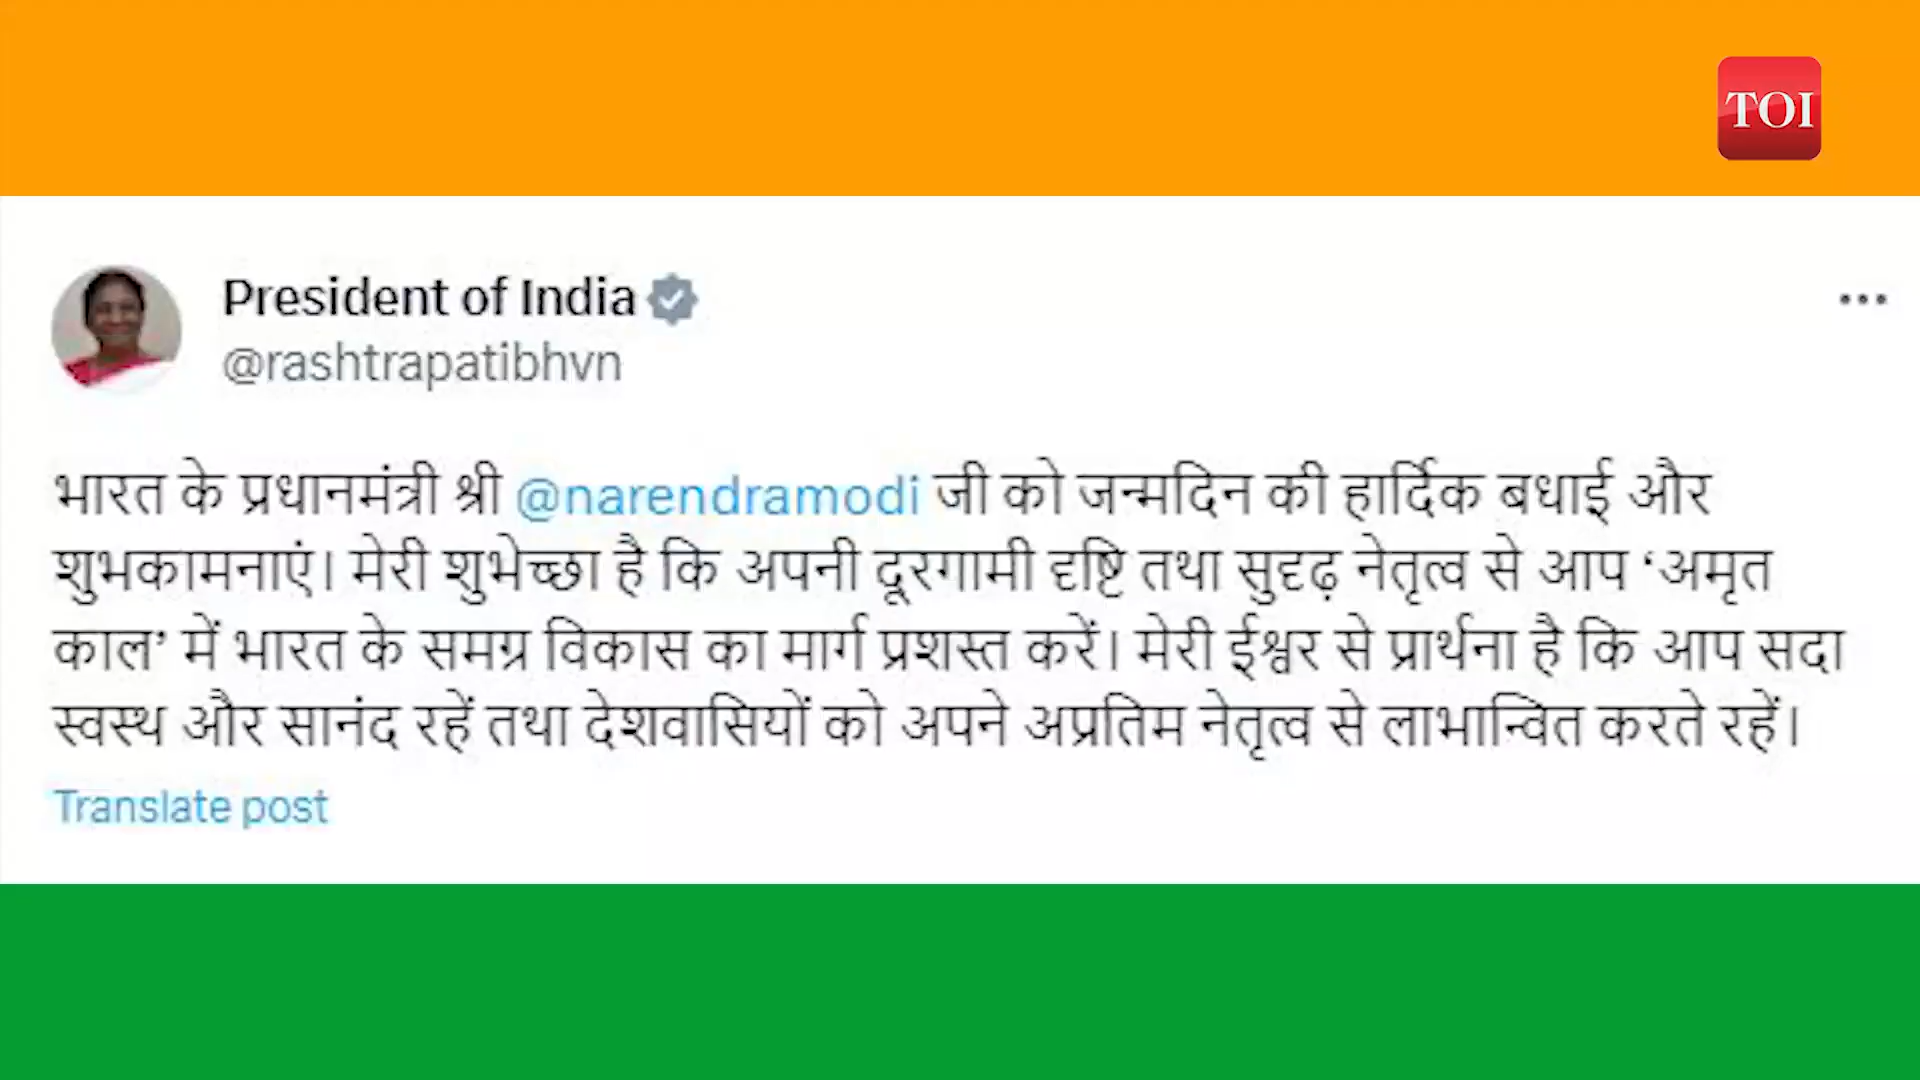 TOI
President of India
@rashtrapatibhvn
भारत के प्रधानमंत्री श्री @narendramodi जी को जन्मदिन की हार्दिक बधाई और
शुभकामनाएं। मेरी शुभेच्छा है कि अपनी दूरगामी दृष्टि तथा सुदृढ़ नेतृत्व से आप ‘अमृत
काल’ में भारत के समग्र विकास का मार्ग प्रशस्त करें। मेरी ईश्वर से प्रार्थना है कि आप सदा
स्वस्थ और सानंद रहें तथा देशवासियों को अपने अप्रतिम नेतृत्व से लाभान्वित करते रहें।
Translate post